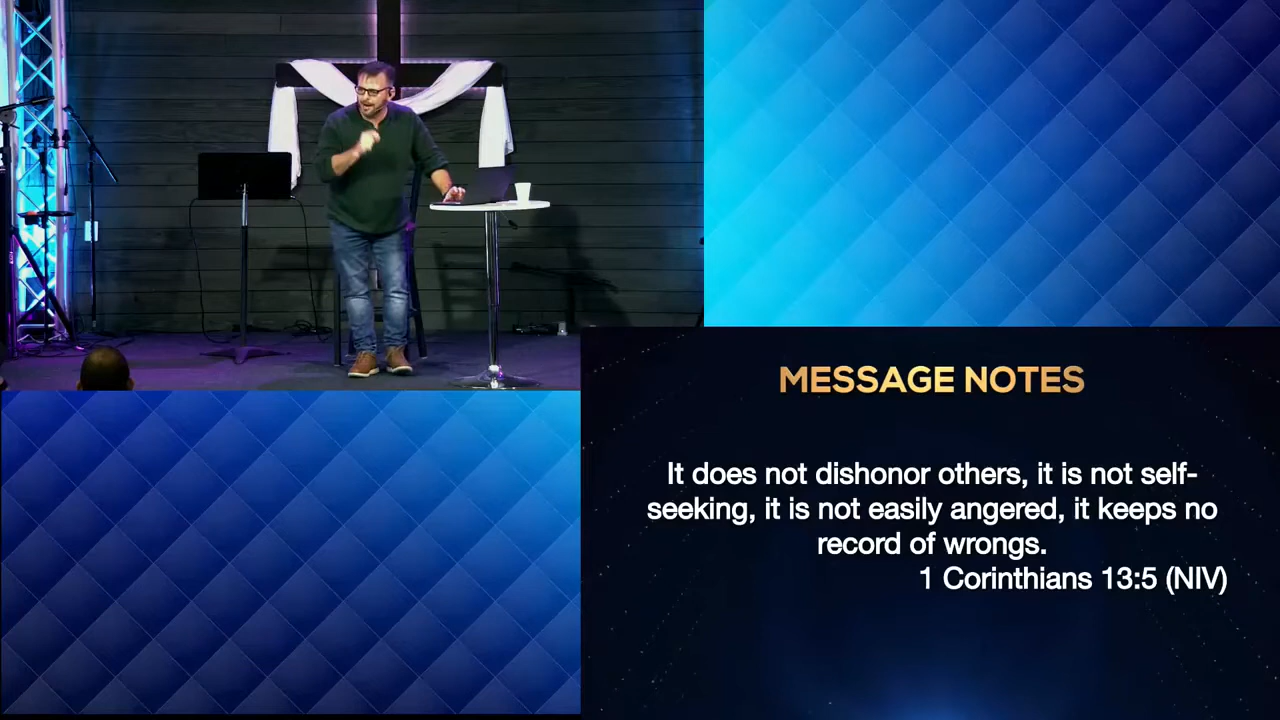 MESSAGE NOTES
It does not dishonor others, it is not self-
seeking, it is not easily angered, it keeps no
record of wrongs.
1 Corinthians 13:5 (NIV)